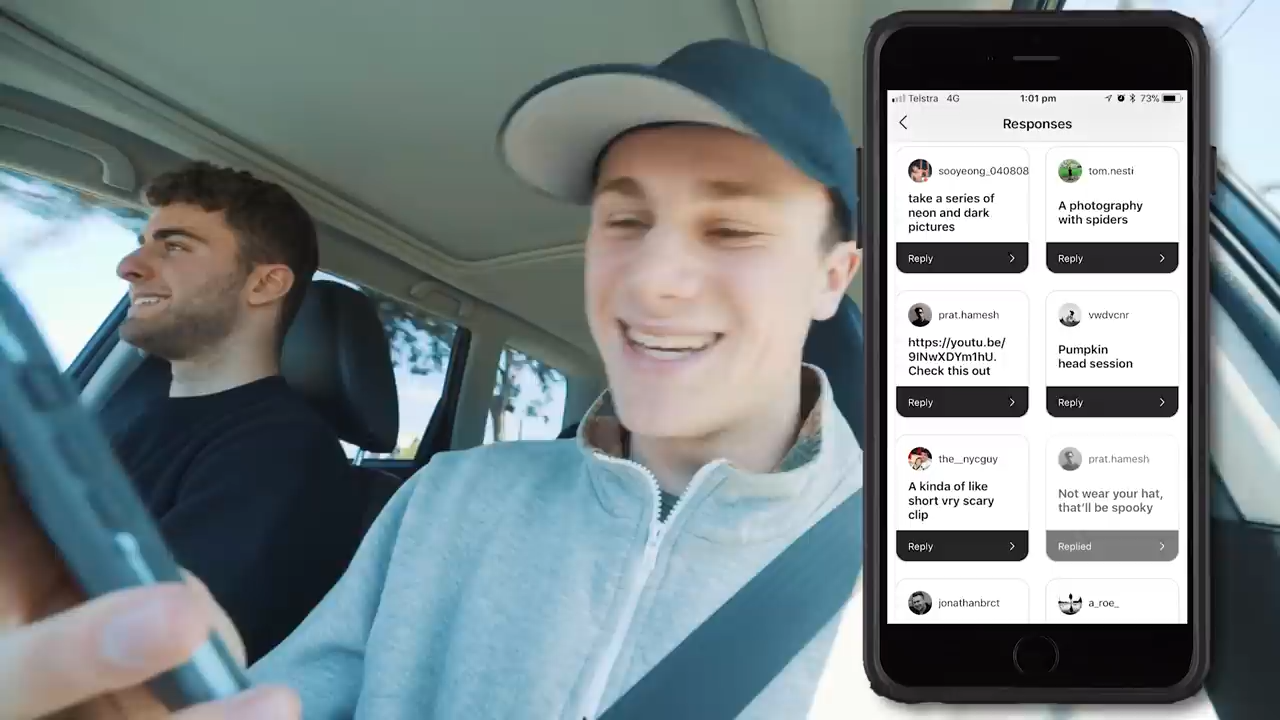 Telstra 4G 1:01 pm 73%
Responses
sooyeong_040808
take a series of
neon and dark
pictures
Reply
tom.nesti
A photography
with spiders
Reply
prat.hamesh
https://youtu.be/
9INwXDYm1hU.
Check this out
Reply
vwdvcnr
Pumpkin
head session
Reply
the__nycguy
A kinda of like
short vry scary
clip
Reply
prat.hamesh
Not wear your hat,
that'll be spooky
Replied
jonathanbrct
a_roe_